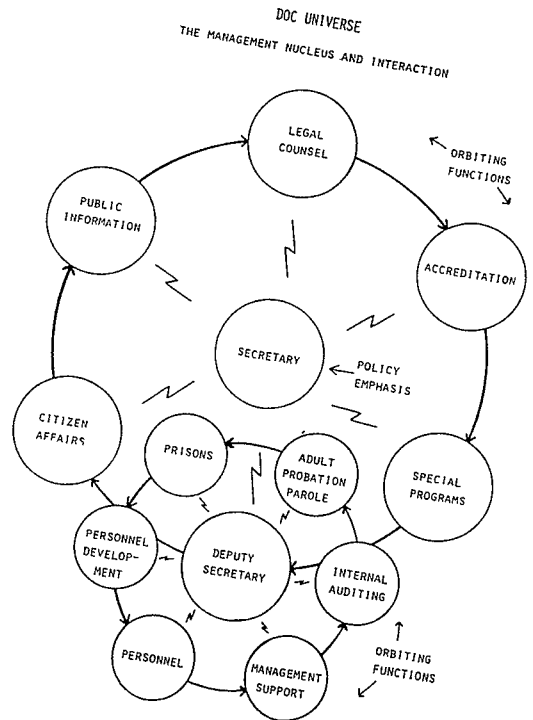 DOC UNIVERSE
THE MANAGEMENT NUCLEUS AND INTERACTION
LEGAL
COUNSEL
ORBITING
FUNCTIONS
PUBLIC
INFORMATION
ACCREDITATION
SECRETARY
POLICY
EMPHASIS
CITIZEN
AFFAIRS
PRISONS
ADULT
PROBATION
PAROLE
SPECIAL
PROGRAMS
PERSONNEL
DEVELOP-
MENT
DEPUTY
SECRETARY
INTERNAL
AUDITING
PERSONNEL
MANAGEMENT
SUPPORT
ORBITING
FUNCTIONS